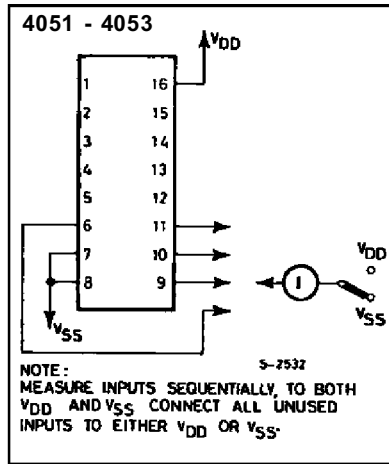 4051 - 4053
VDD
1 16
2 15
3 14
4 13
5 12
6 11
7 10
8 9
I
VDD
VSS
VSS
S-2532
NOTE:
MEASURE INPUTS SEQUENTIALLY, TO BOTH
VDD AND VSS CONNECT ALL UNUSED
INPUTS TO EITHER VDD OR VSS.